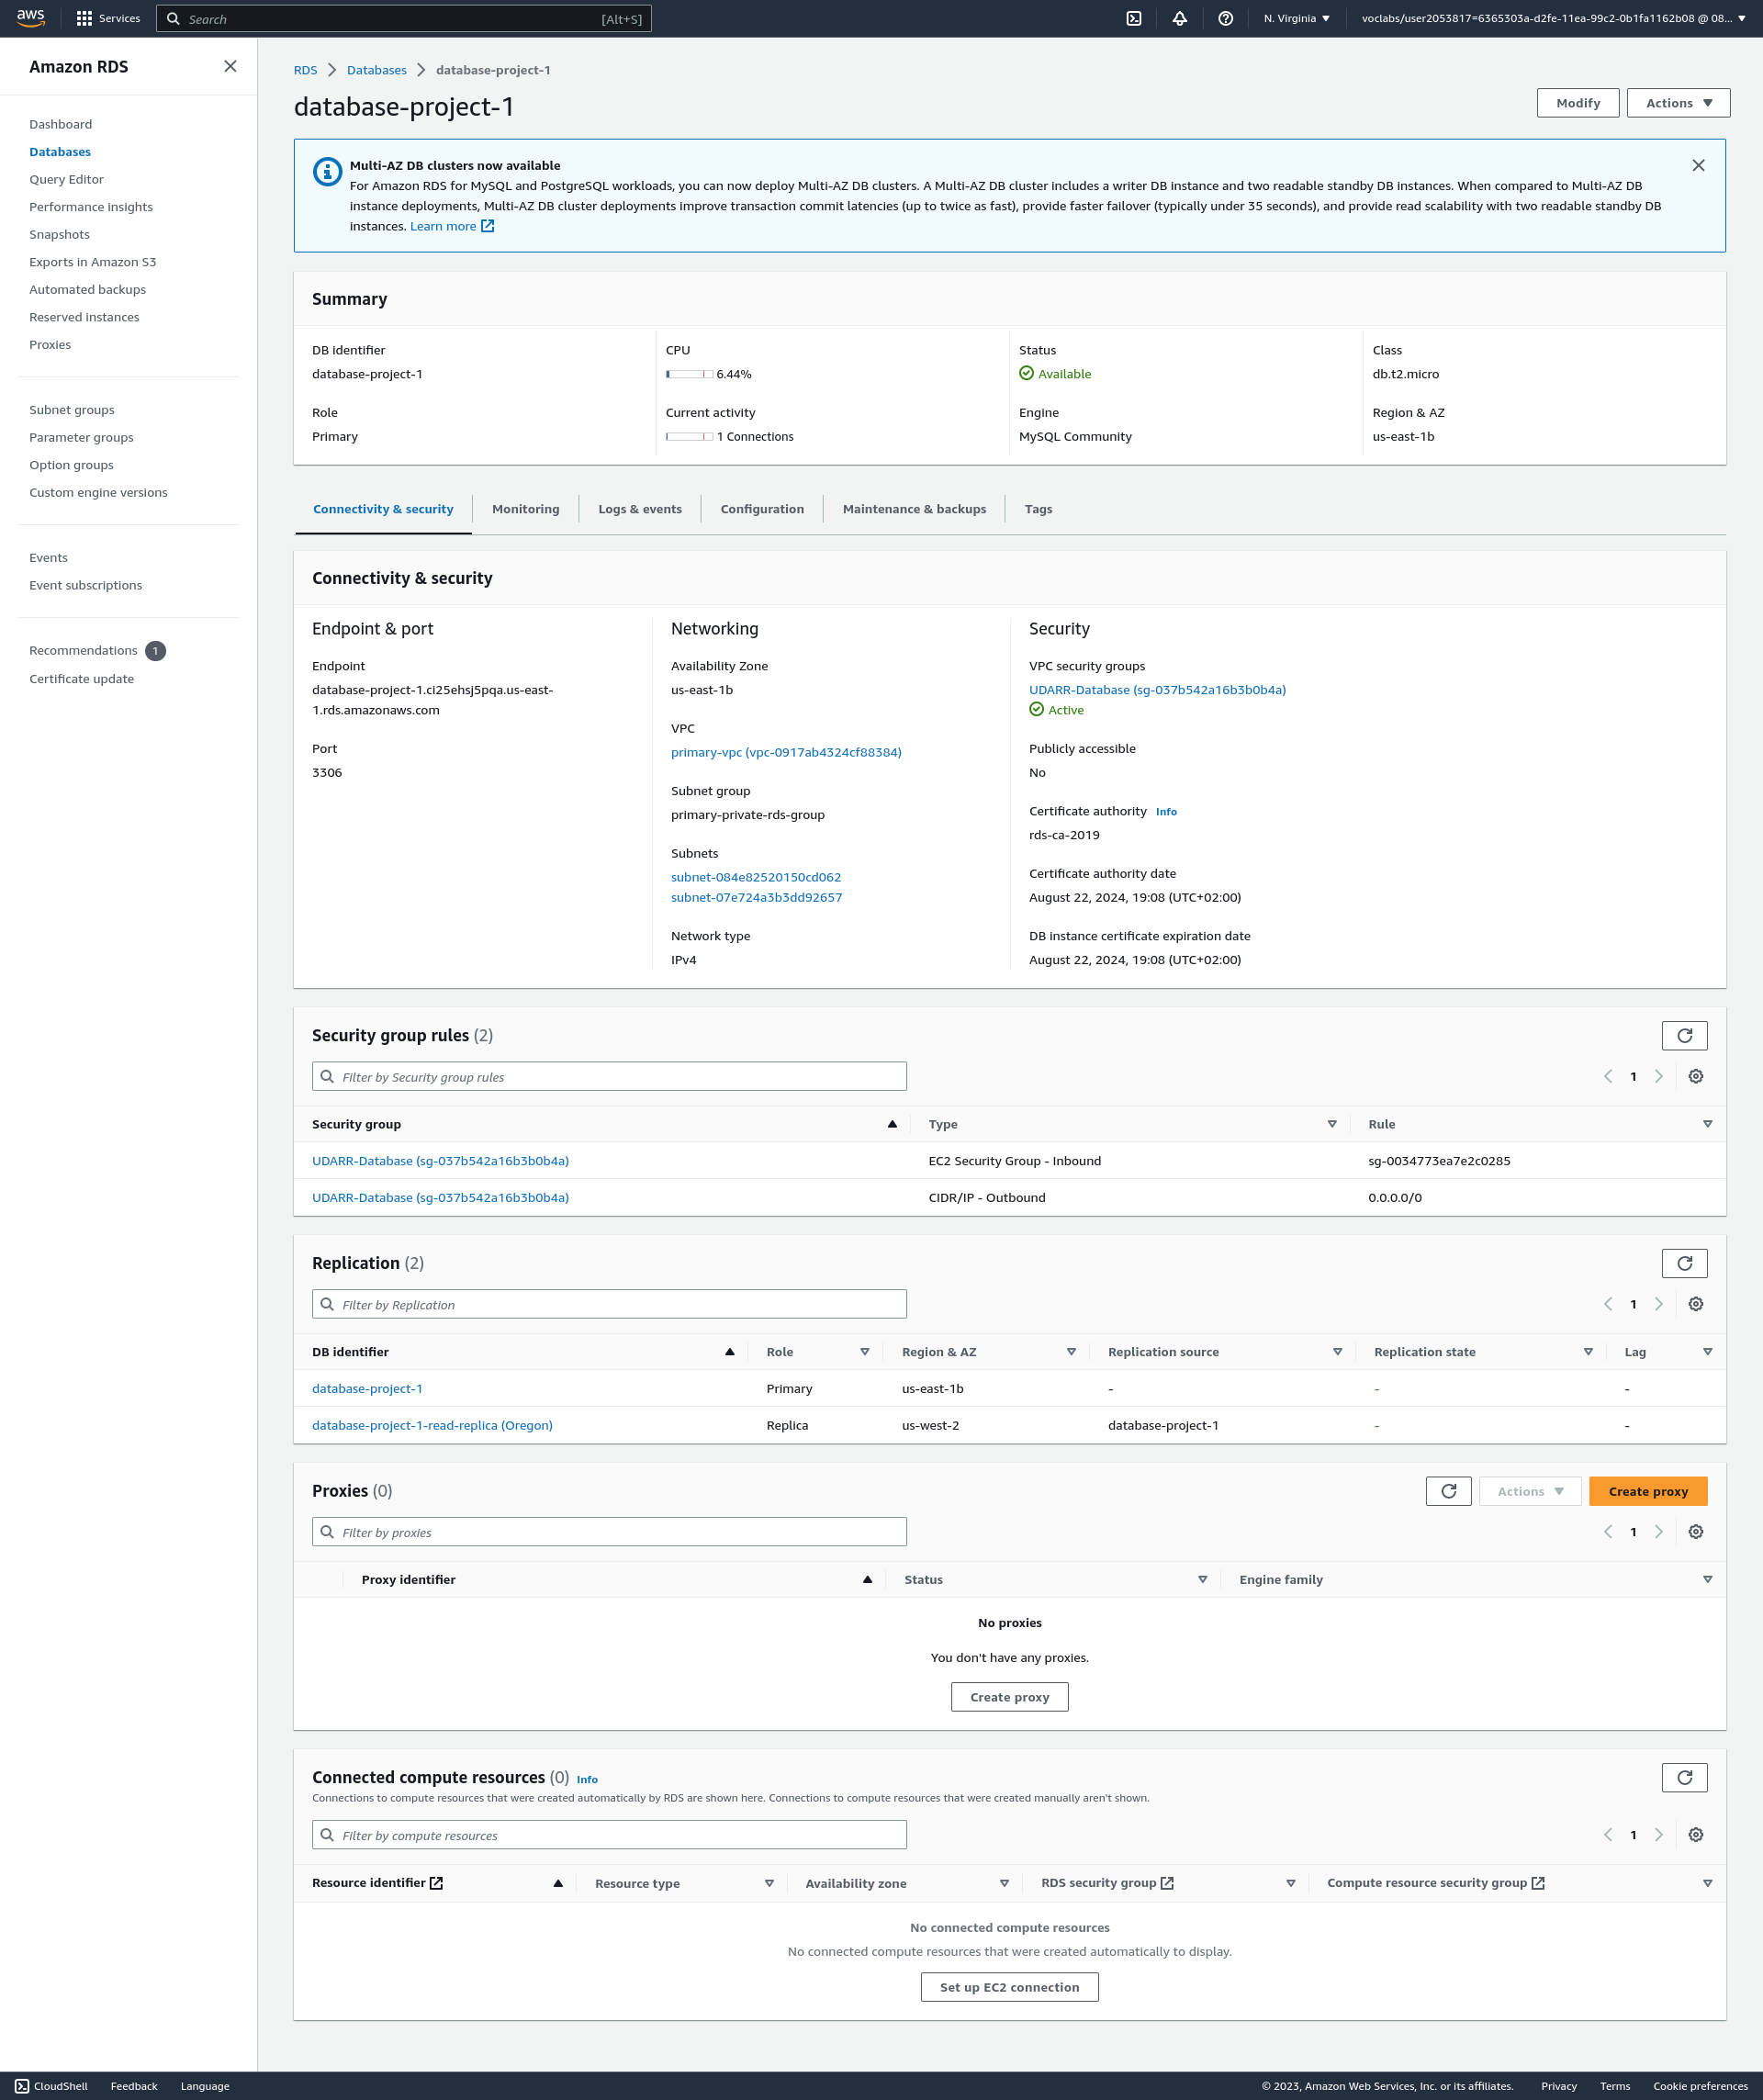 aws
Services
Search
[Alt+S]
N. Virginia
voclabs/user2053817=6365303a-d2fe-11ea-99c2-0b1fa1162b08 @ 08...
Amazon RDS
Dashboard
Databases
Query Editor
Performance insights
Snapshots
Exports in Amazon S3
Automated backups
Reserved instances
Proxies
Subnet groups
Parameter groups
Option groups
Custom engine versions
Events
Event subscriptions
Recommendations 1
Certificate update
RDS > Databases > database-project-1
database-project-1
Modify
Actions
Multi-AZ DB clusters now available
For Amazon RDS for MySQL and PostgreSQL workloads, you can now deploy Multi-AZ DB clusters. A Multi-AZ DB cluster includes a writer DB instance and two readable standby DB instances. When compared to Multi-AZ DB
instance deployments, Multi-AZ DB cluster deployments improve transaction commit latencies (up to twice as fast), provide faster failover (typically under 35 seconds), and provide read scalability with two readable standby DB
instances. Learn more
Summary
DB identifier
database-project-1
Role
Primary
CPU
6.44%
Current activity
1 Connections
Status
Available
Engine
MySQL Community
Class
db.t2.micro
Region & AZ
us-east-1b
Connectivity & security
Monitoring
Logs & events
Configuration
Maintenance & backups
Tags
Connectivity & security
Endpoint & port
Endpoint
database-project-1.ci25ehsj5pqa.us-east-
1.rds.amazonaws.com
Port
3306
Networking
Availability Zone
us-east-1b
VPC
primary-vpc (vpc-0917ab4324cf88384)
Subnet group
primary-private-rds-group
Subnets
subnet-084e82520150cd062
subnet-07e724a3b3dd92657
Network type
IPv4
Security
VPC security groups
UDARR-Database (sg-037b542a16b3b0b4a)
Active
Publicly accessible
No
Certificate authority Info
rds-ca-2019
Certificate authority date
August 22, 2024, 19:08 (UTC+02:00)
DB instance certificate expiration date
August 22, 2024, 19:08 (UTC+02:00)
Security group rules (2)
Filter by Security group rules
1
Security group Type Rule
UDARR-Database (sg-037b542a16b3b0b4a) EC2 Security Group - Inbound sg-0034773ea7e2c0285
UDARR-Database (sg-037b542a16b3b0b4a) CIDR/IP - Outbound 0.0.0.0/0
Replication (2)
Filter by Replication
1
DB identifier Role Region & AZ Replication source Replication state Lag
database-project-1 Primary us-east-1b - - -
database-project-1-read-replica (Oregon) Replica us-west-2 database-project-1 - -
Proxies (0)
Actions
Create proxy
Filter by proxies
1
Proxy identifier Status Engine family
No proxies
You don't have any proxies.
Create proxy
Connected compute resources (0) Info
Connections to compute resources that were created automatically by RDS are shown here. Connections to compute resources that were created manually aren't shown.
Filter by compute resources
1
Resource identifier Resource type Availability zone RDS security group Compute resource security group
No connected compute resources
No connected compute resources that were created automatically to display.
Set up EC2 connection
CloudShell Feedback Language
© 2023, Amazon Web Services, Inc. or its affiliates. Privacy Terms Cookie preferences